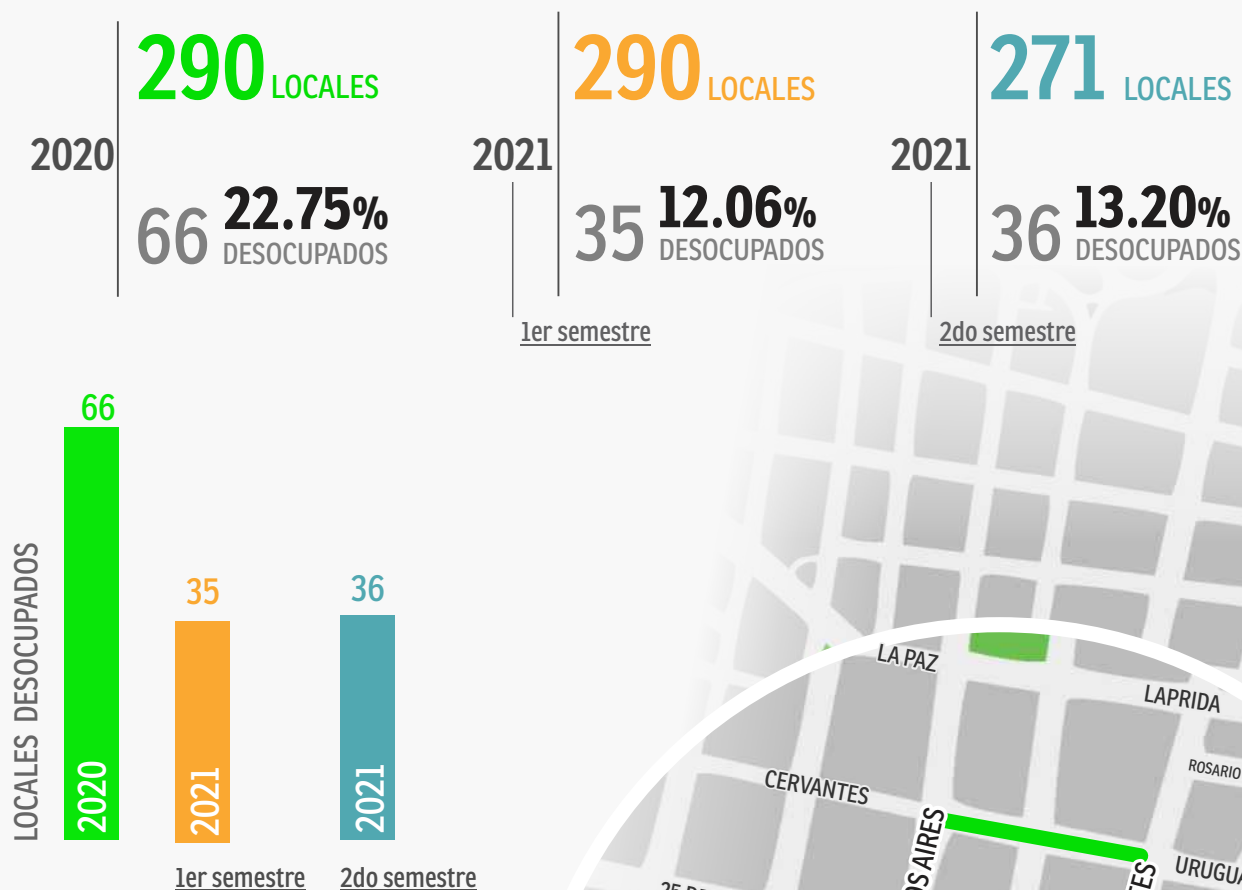 2020
290 LOCALES
66 22.75%
DESOCUPADOS
2021
290 LOCALES
35 12.06%
DESOCUPADOS
1er semestre
2021
271 LOCALES
36 13.20%
DESOCUPADOS
2do semestre
LOCALES DESOCUPADOS
66
2020
35
2021
1er semestre
36
2021
2do semestre
LA PAZ
LAPRIDA
ROSARIO
CERVANTES